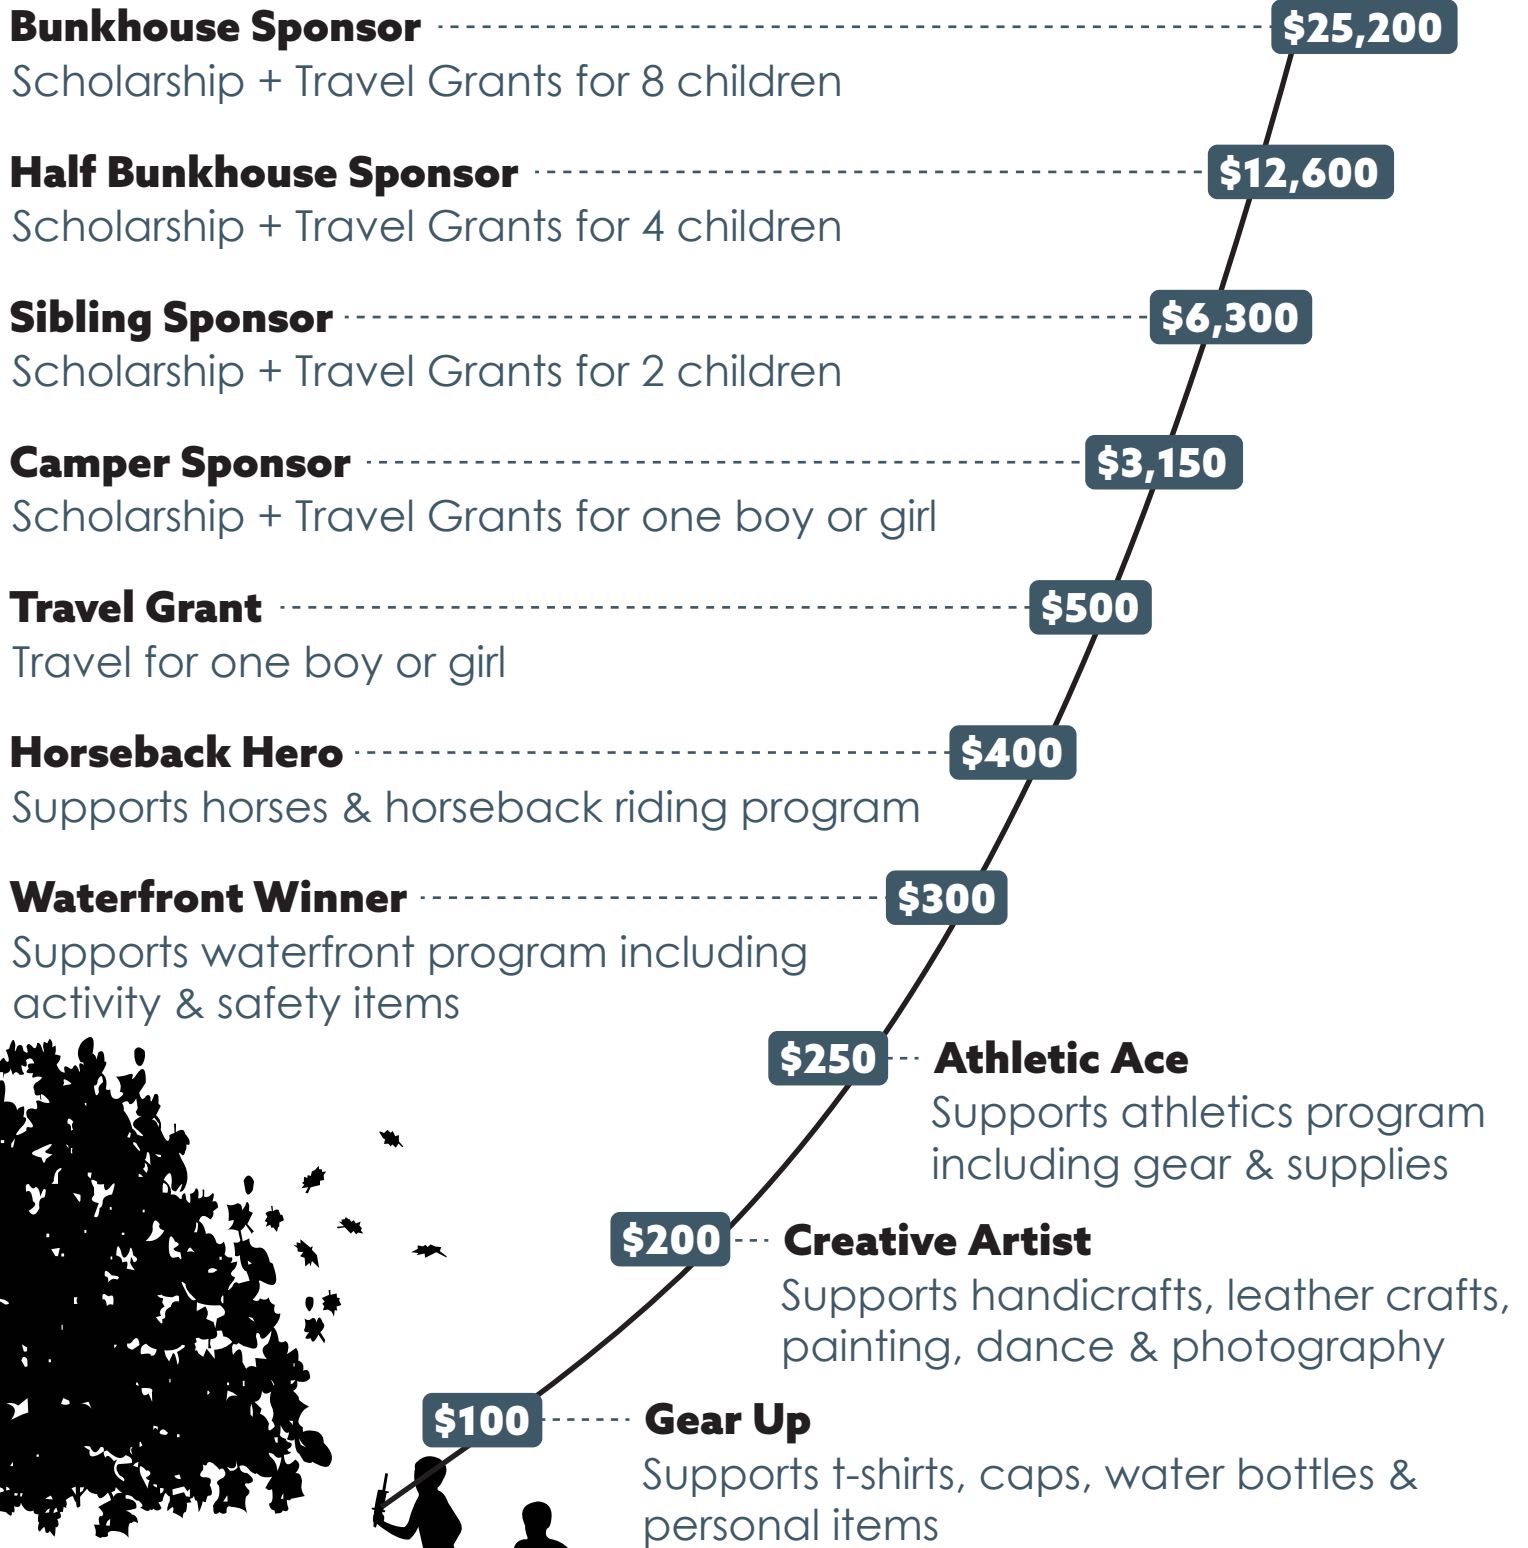 Bunkhouse Sponsor $25,200
Scholarship + Travel Grants for 8 children
Half Bunkhouse Sponsor $12,600
Scholarship + Travel Grants for 4 children
Sibling Sponsor $6,300
Scholarship + Travel Grants for 2 children
Camper Sponsor $3,150
Scholarship + Travel Grants for one boy or girl
Travel Grant $500
Travel for one boy or girl
Horseback Hero $400
Supports horses & horseback riding program
Waterfront Winner $300
Supports waterfront program including
activity & safety items
$250 Athletic Ace
Supports athletics program
including gear & supplies
$200 Creative Artist
Supports handicrafts, leather crafts,
painting, dance & photography
$100 Gear Up
Supports t-shirts, caps, water bottles &
personal items